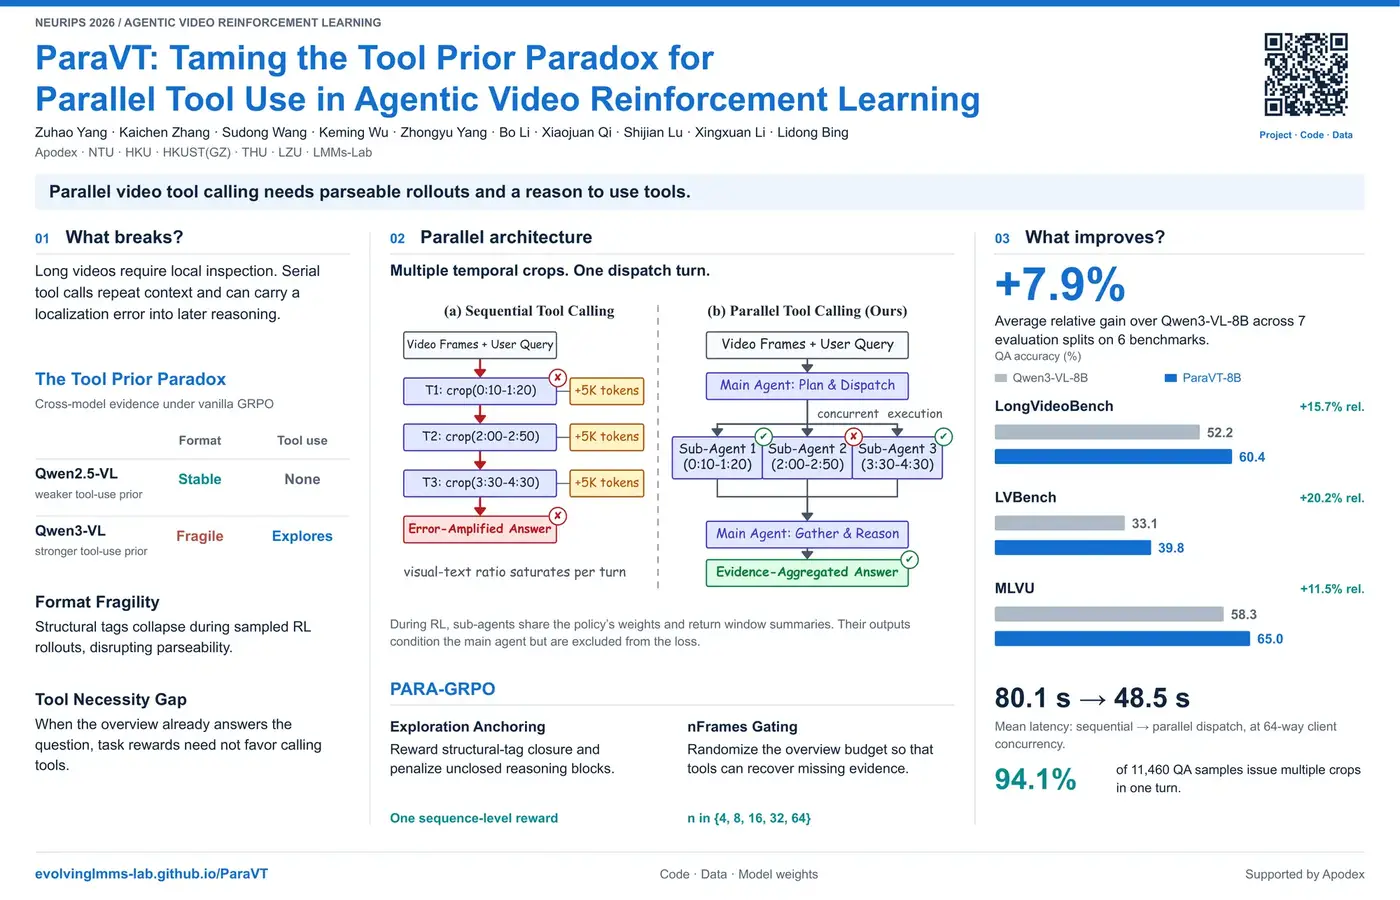 NEURIPS 2026 / AGENTIC VIDEO REINFORCEMENT LEARNING
ParaVT: Taming the Tool Prior Paradox for
Parallel Tool Use in Agentic Video Reinforcement Learning
Zuhao Yang · Kaichen Zhang · Sudong Wang · Keming Wu · Zhongyu Yang · Bo Li · Xiaojuan Qi · Shijian Lu · Xingxuan Li · Lidong Bing
Apodex · NTU · HKU · HKUST(GZ) · THU · LZU · LMMs-Lab
Project · Code · Data
Parallel video tool calling needs parseable rollouts and a reason to use tools.
01 What breaks?
Long videos require local inspection. Serial
tool calls repeat context and can carry a
localization error into later reasoning.
The Tool Prior Paradox
Cross-model evidence under vanilla GRPO
Format Tool use
Qwen2.5-VL
weaker tool-use prior
Stable None
Qwen3-VL
stronger tool-use prior
Fragile Explores
Format Fragility
Structural tags collapse during sampled RL
rollouts, disrupting parseability.
Tool Necessity Gap
When the overview already answers the
question, task rewards need not favor calling
tools.
02 Parallel architecture
Multiple temporal crops. One dispatch turn.
(a) Sequential Tool Calling
Video Frames + User Query
T1: crop(0:10-1:20) +5K tokens
T2: crop(2:00-2:50) +5K tokens
T3: crop(3:30-4:30) +5K tokens
Error-Amplified Answer
visual-text ratio saturates per turn
(b) Parallel Tool Calling (Ours)
Video Frames + User Query
Main Agent: Plan & Dispatch
concurrent execution
Sub-Agent 1
(0:10-1:20)
Sub-Agent 2
(2:00-2:50)
Sub-Agent 3
(3:30-4:30)
Main Agent: Gather & Reason
Evidence-Aggregated Answer
During RL, sub-agents share the policy's weights and return window summaries. Their outputs
condition the main agent but are excluded from the loss.
PARA-GRPO
Exploration Anchoring
Reward structural-tag closure and
penalize unclosed reasoning blocks.
One sequence-level reward
nFrames Gating
Randomize the overview budget so that
tools can recover missing evidence.
n in {4, 8, 16, 32, 64}
03 What improves?
+7.9%
Average relative gain over Qwen3-VL-8B across 7
evaluation splits on 6 benchmarks.
QA accuracy (%)
Qwen3-VL-8B ParaVT-8B
LongVideoBench +15.7% rel.
52.2
60.4
LVBench +20.2% rel.
33.1
39.8
MLVU +11.5% rel.
58.3
65.0
80.1 s → 48.5 s
Mean latency: sequential → parallel dispatch, at 64-way client
concurrency.
94.1%
of 11,460 QA samples issue multiple crops
in one turn.
evolvinglmms-lab.github.io/ParaVT
Code · Data · Model weights
Supported by Apodex